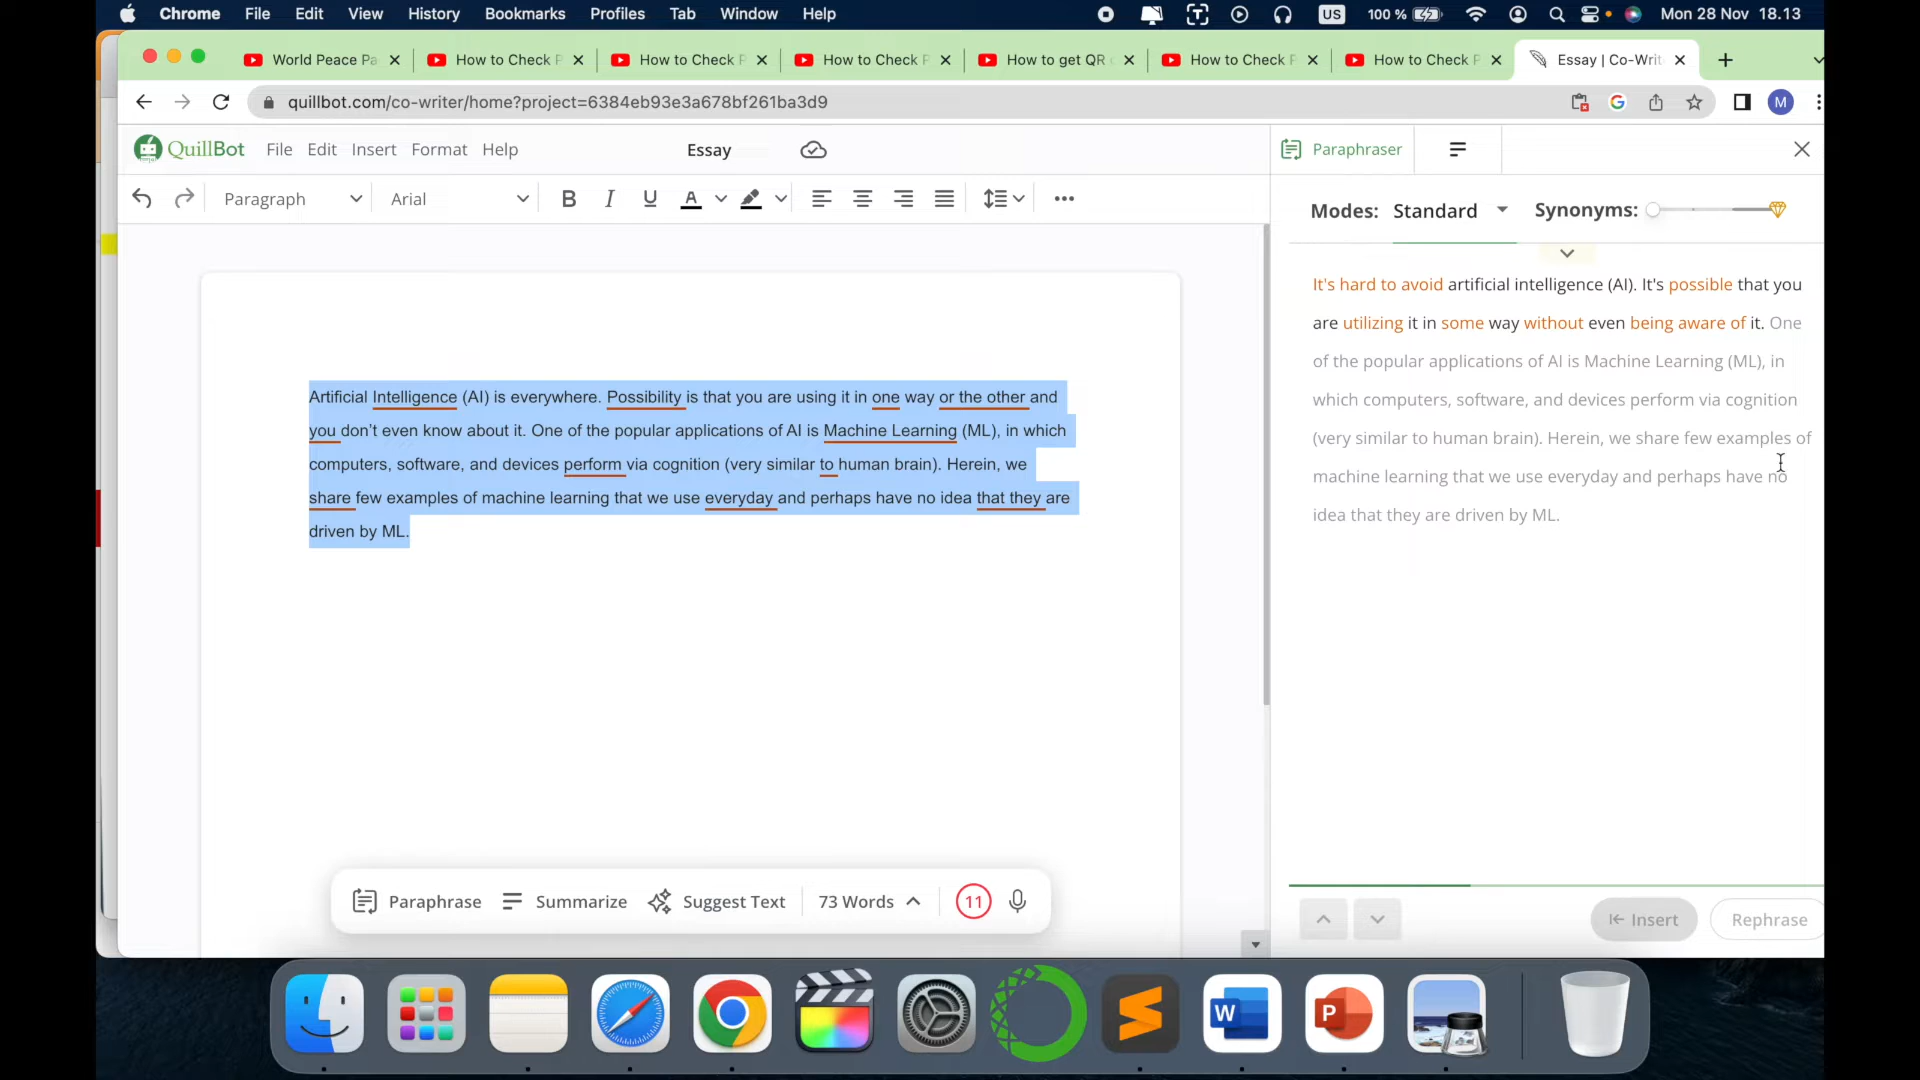 Chrome File Edit View History Bookmarks Profiles Tab Window Help US 100 % Mon 28 Nov 18.13
World Peace Pa How to Check P How to Check F How to Check F How to get QR c How to Check F How to Check P Essay | Co-Writ
quillbot.com/co-writer/home?project=6384eb93e3a678bf261ba3d9 M
QuillBot File Edit Insert Format Help Essay Paraphraser
Paragraph Arial B I U A
Modes: Standard Synonyms:
It's hard to avoid artificial intelligence (AI). It's possible that you
are utilizing it in some way without even being aware of it. One
of the popular applications of AI is Machine Learning (ML), in
which computers, software, and devices perform via cognition
(very similar to human brain). Herein, we share few examples of
machine learning that we use everyday and perhaps have no
idea that they are driven by ML.
Artificial Intelligence (AI) is everywhere. Possibility is that you are using it in one way or the other and
you don't even know about it. One of the popular applications of AI is Machine Learning (ML), in which
computers, software, and devices perform via cognition (very similar to human brain). Herein, we
share few examples of machine learning that we use everyday and perhaps have no idea that they are
driven by ML.
Paraphrase Summarize Suggest Text 73 Words 11
Insert Rephrase
W P